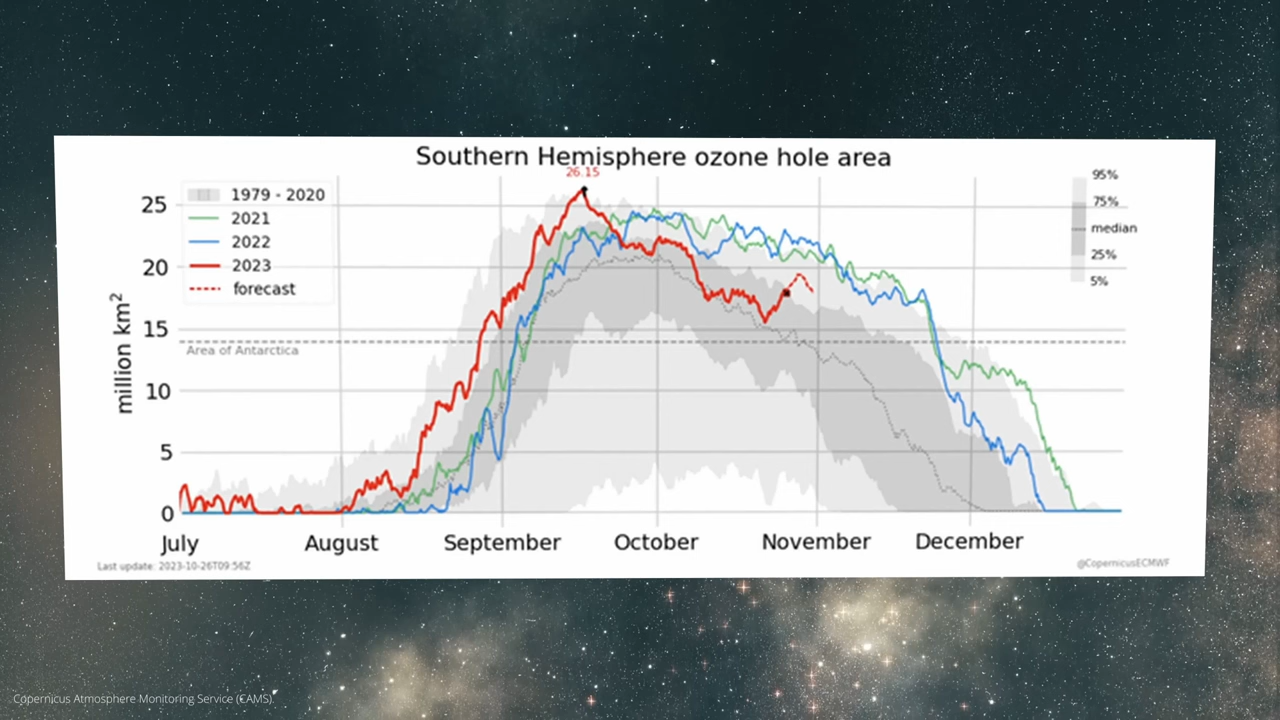 Southern Hemisphere ozone hole area
26.15
1979 - 2020
2021
2022
2023
forecast
95%
75%
median
25%
5%
million km²
25
20
15
10
5
0
Area of Antarctica
July
August
September
October
November
December
Last update: 2023-10-26T09:56Z
@CopernicusECMWF
Copernicus Atmosphere Monitoring Service (CAMS)